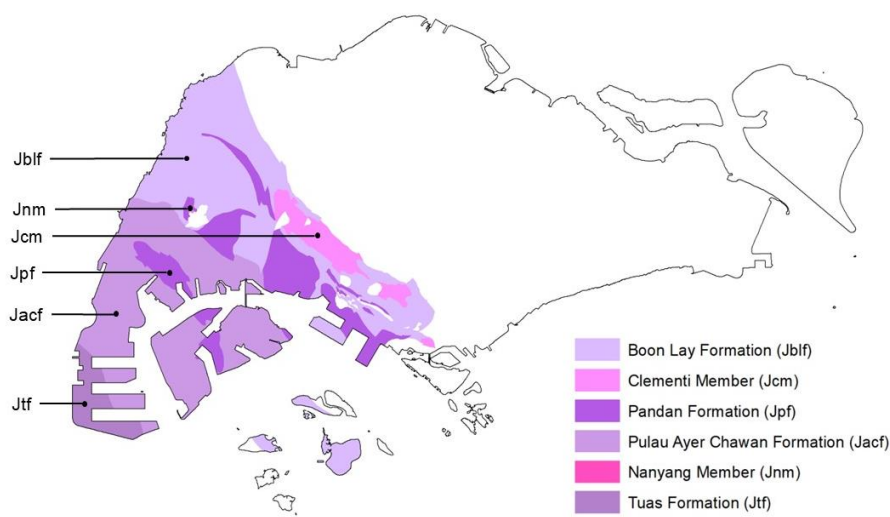 Jblf
Jnm
Jcm
Jpf
Jacf
Jtf
Boon Lay Formation (Jblf)
Clementi Member (Jcm)
Pandan Formation (Jpf)
Pulau Ayer Chawan Formation (Jacf)
Nanyang Member (Jnm)
Tuas Formation (Jtf)